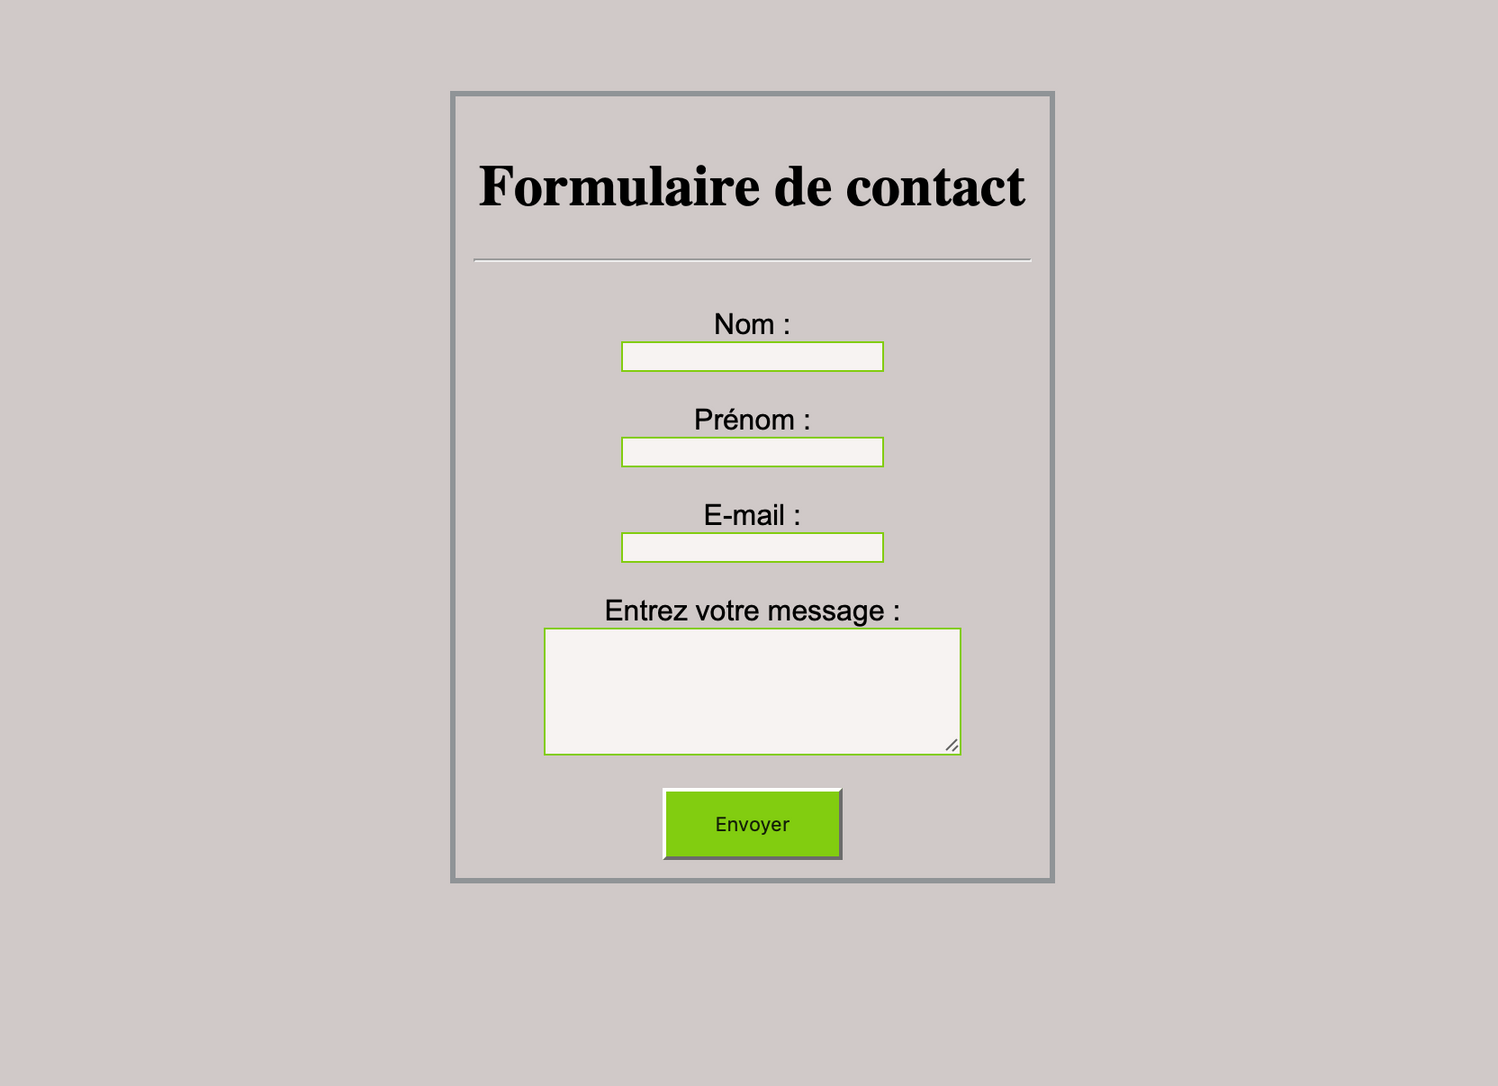 Formulaire de contact
Nom :
Prénom :
E-mail :
Entrez votre message :
Envoyer